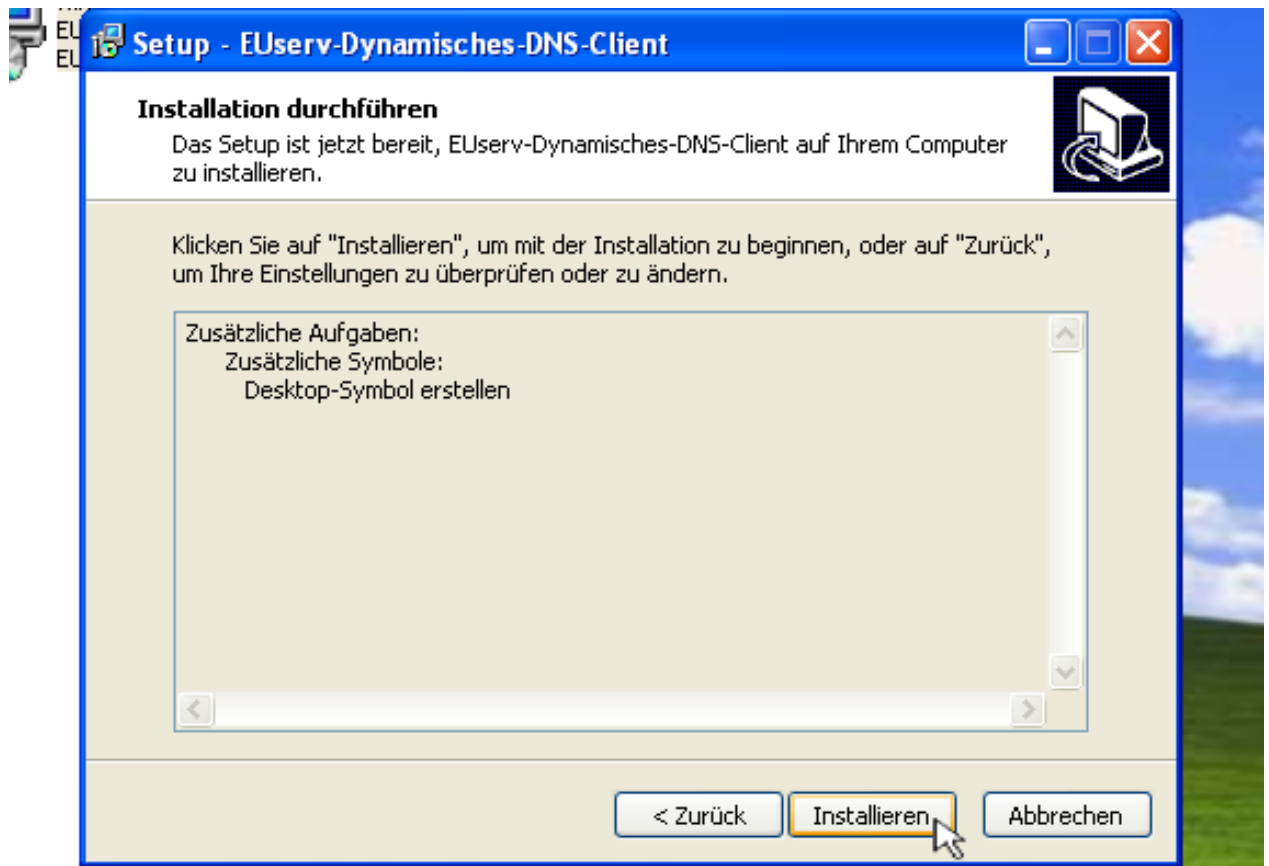 EU
Setup - EUserv-Dynamisches-DNS-Client
EU
Installation durchführen
Das Setup ist jetzt bereit, EUserv-Dynamisches-DNS-Client auf Ihrem Computer
zu installieren.
Klicken Sie auf "Installieren", um mit der Installation zu beginnen, oder auf "Zurück",
um Ihre Einstellungen zu überprüfen oder zu ändern.
Zusätzliche Aufgaben:
Zusätzliche Symbole:
Desktop-Symbol erstellen
< Zurück
Installieren
Abbrechen